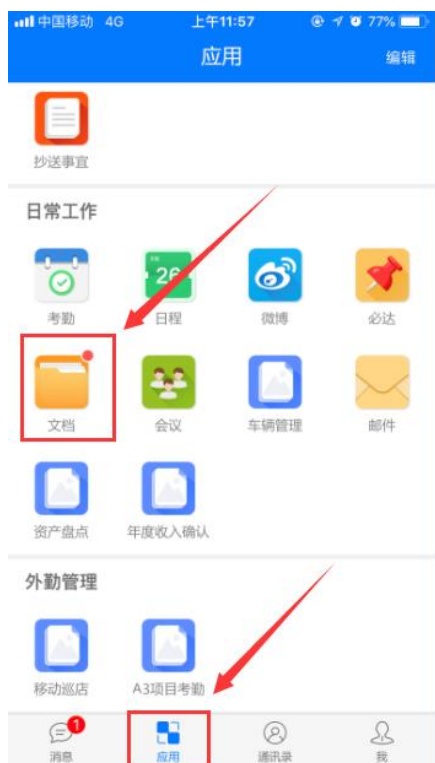 中国移动 4G 上午11:57 77%
应用 编辑
抄送事宜
日常工作
26
考勤 日程 微博 必达
文档 会议 车辆管理 邮件
资产盘点 年度收入确认
外勤管理
移动巡店 A3项目考勤
1
消息 应用 通讯录 我